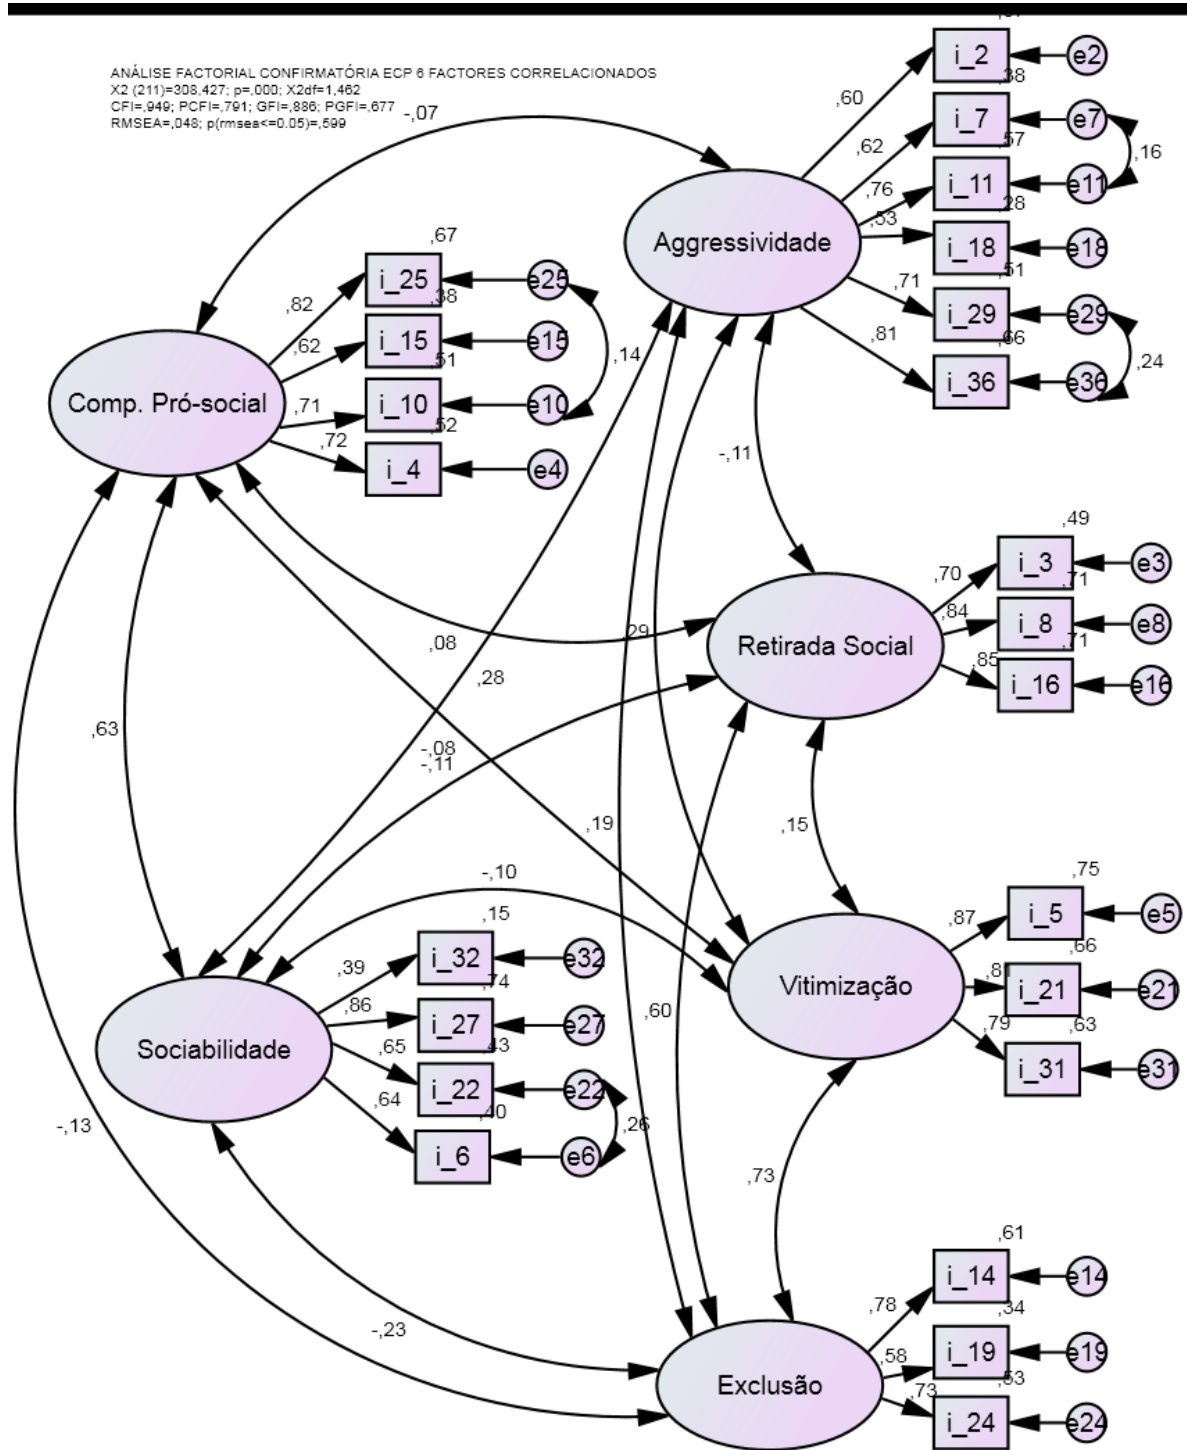 ANÁLISE FACTORIAL CONFIRMATÓRIA ECP 6 FACTORES CORRELACIONADOS
X2 (211)=308,427; p=,000; X2df=1,462
CFI=,949; PCFI=,791; GFI=,886; PGFI=,677
RMSEA=,048; p(rmsea<=0.05)=,599
-,07
i_2
e2
,60
,38
i_7
e7
,62
,57
,16
i_11
e11
,76
,28
i_18
e18
,53
,51
i_29
e29
,71
,66
,24
i_36
e36
,81
Aggressividade
,67
i_25
e25
,82
,38
i_15
e15
,62
,51
,14
i_10
e10
,71
,52
i_4
e4
,72
Comp. Pró-social
-,11
,49
i_3
e3
,70
,71
i_8
e8
,84
,71
i_16
e16
,85
Retirada Social
,29
,08
,28
,63
-,08
-,11
,19
,15
-,10
,75
i_5
e5
,87
,66
i_21
e21
,81
,63
i_31
e31
,79
Vitimização
,15
i_32
e32
,39
,74
i_27
e27
,86
,43
i_22
e22
,65
,40
,26
i_6
e6
,64
Sociabilidade
,60
-,13
,73
-,23
,61
i_14
e14
,78
,34
i_19
e19
,58
,53
i_24
e24
,73
Exclusão